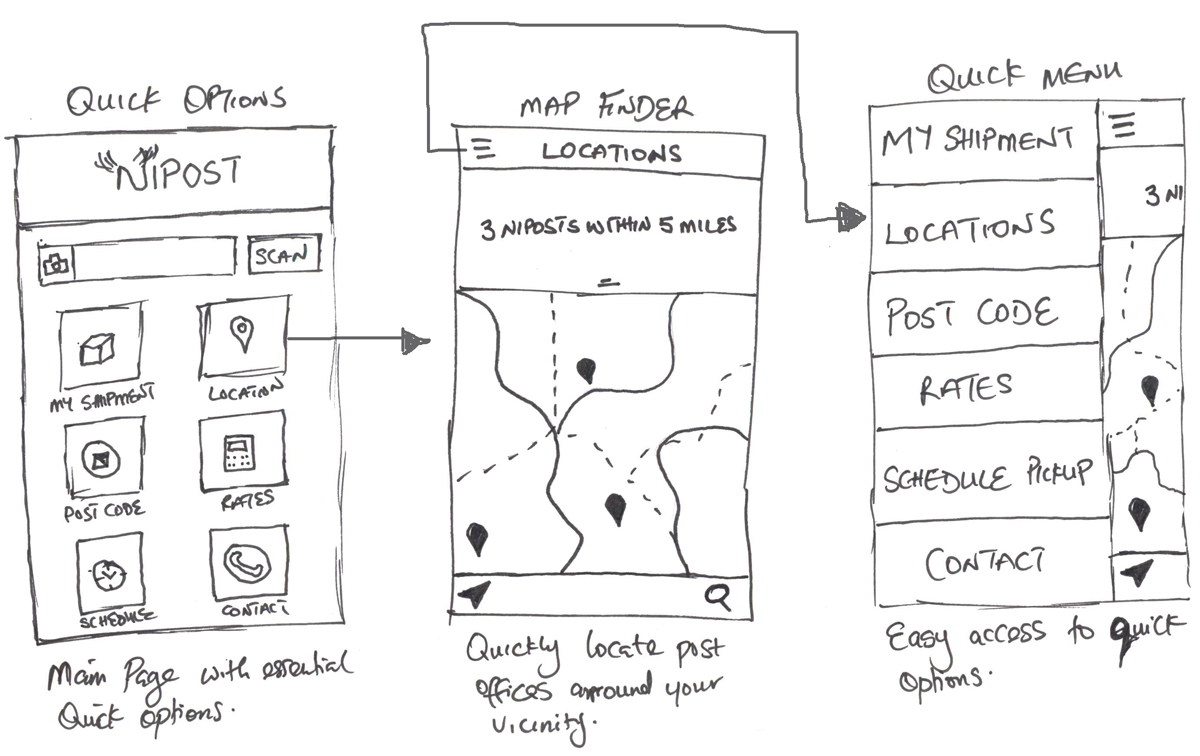 QUICK OPTIONS
NIPOST
SCAN
MY SHIPMENT
LOCATION
POST CODE
RATES
SCHEDULE
CONTACT
Main Page with essential
Quick options.
MAP FINDER
LOCATIONS
3 NIPOSTS WITHIN 5 MILES
Quickly locate post
offices arround your
vicinity.
QUICK MENU
MY SHIPMENT
LOCATIONS
POST CODE
RATES
SCHEDULE PICKUP
CONTACT
3 NI
Easy access to quick
options.